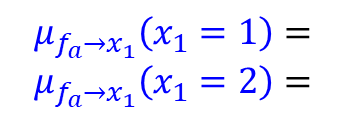 μ_{f_a→x_1}(x_1 = 1) =
μ_{f_a→x_1}(x_1 = 2) =